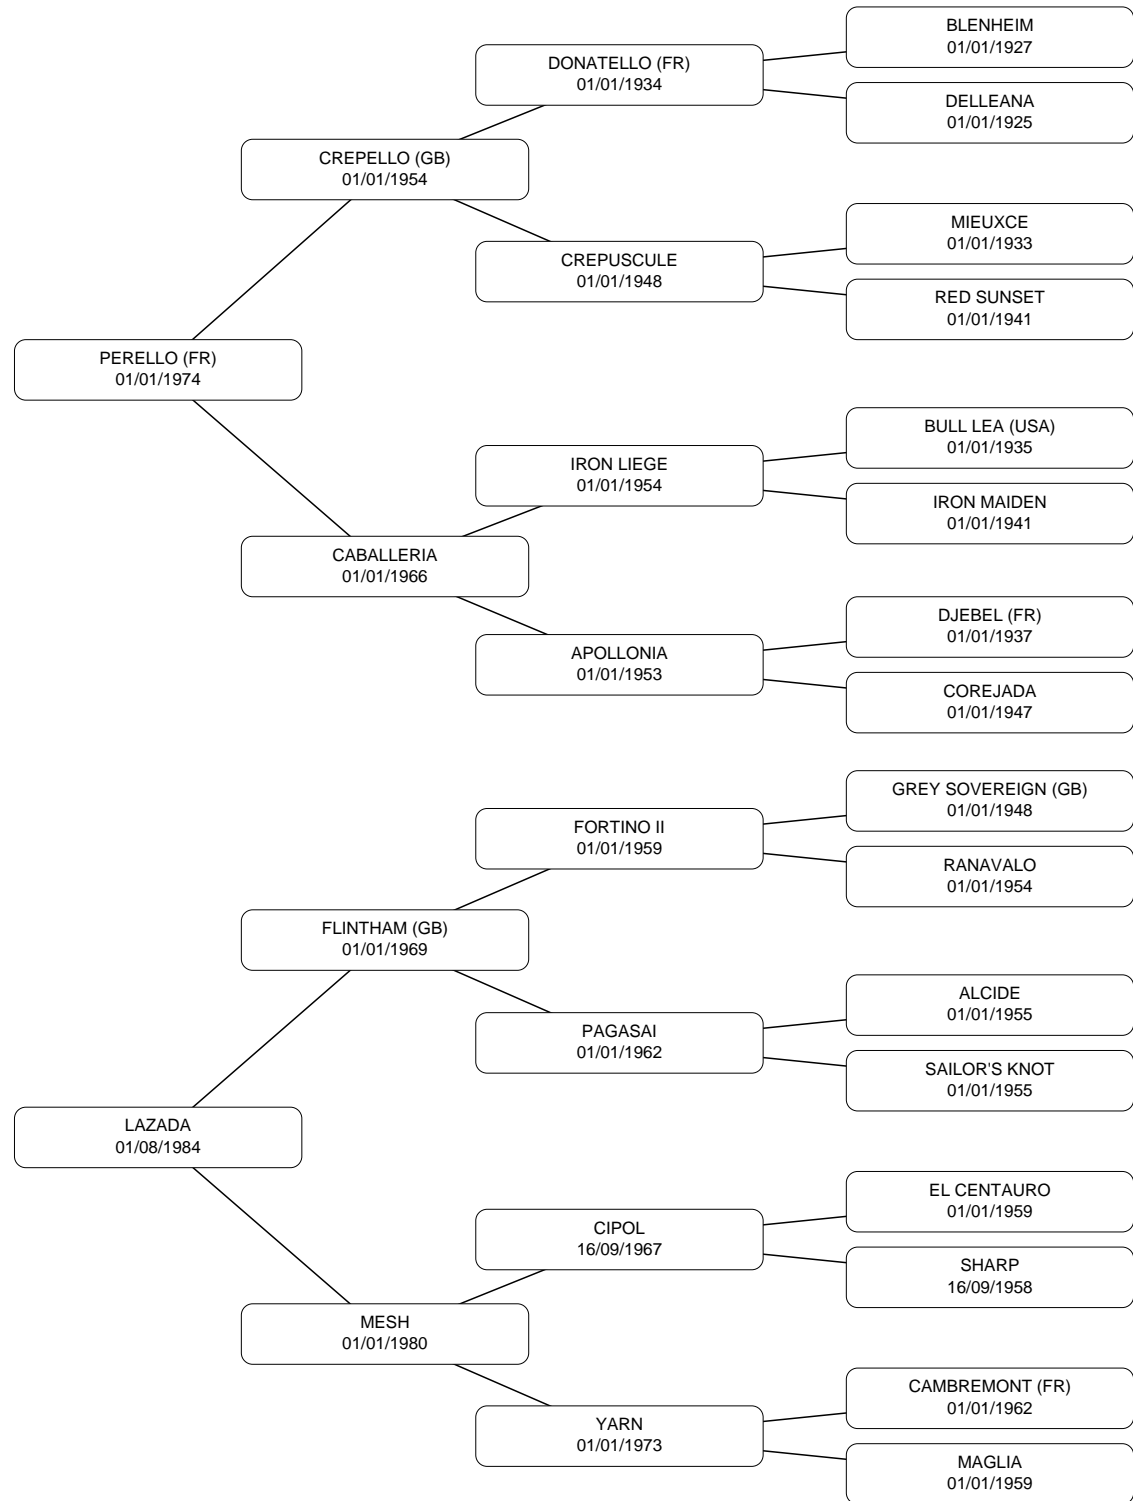 BLENHEIM
01/01/1927
DONATELLO (FR)
01/01/1934
DELLEANA
01/01/1925
CREPELLO (GB)
01/01/1954
MIEUXCE
01/01/1933
CREPUSCULE
01/01/1948
RED SUNSET
01/01/1941
PERELLO (FR)
01/01/1974
BULL LEA (USA)
01/01/1935
IRON LIEGE
01/01/1954
IRON MAIDEN
01/01/1941
CABALLERIA
01/01/1966
DJEBEL (FR)
01/01/1937
APOLLONIA
01/01/1953
COREJADA
01/01/1947
GREY SOVEREIGN (GB)
01/01/1948
FORTINO II
01/01/1959
RANAVALO
01/01/1954
FLINTHAM (GB)
01/01/1969
ALCIDE
01/01/1955
PAGASAI
01/01/1962
SAILOR'S KNOT
01/01/1955
LAZADA
01/08/1984
EL CENTAURO
01/01/1959
CIPOL
16/09/1967
SHARP
16/09/1958
MESH
01/01/1980
CAMBREMONT (FR)
01/01/1962
YARN
01/01/1973
MAGLIA
01/01/1959